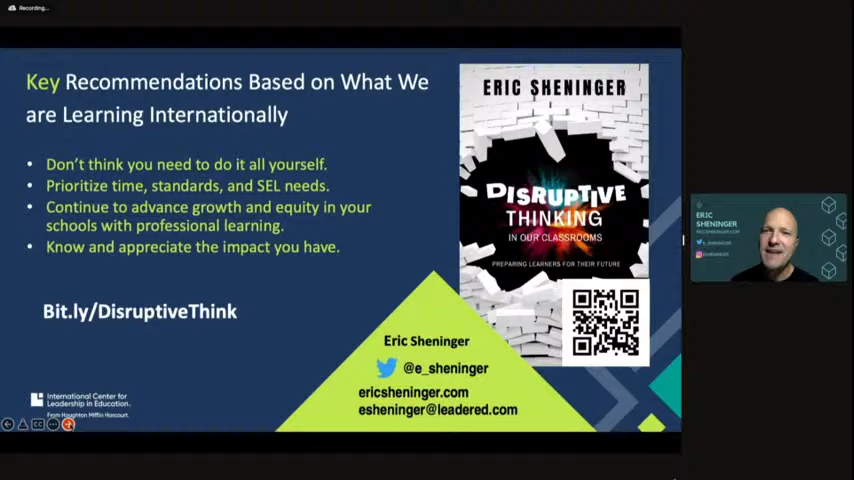 Recording...
Key Recommendations Based on What We
are Learning Internationally
• Don't think you need to do it all yourself.
• Prioritize time, standards, and SEL needs.
• Continue to advance growth and equity in your
schools with professional learning.
• Know and appreciate the impact you have.
Bit.ly/DisruptiveThink
International Center for
Leadership in Education.
From Houghton Mifflin Harcourt.
ERIC SHENINGER
DISRUPTIVE
THINKING
IN OUR CLASSROOMS
PREPARING LEARNERS FOR THEIR FUTURE
Eric Sheninger
@e_sheninger
ericsheninger.com
esheninger@leadered.com
ERIC
SHENINGER